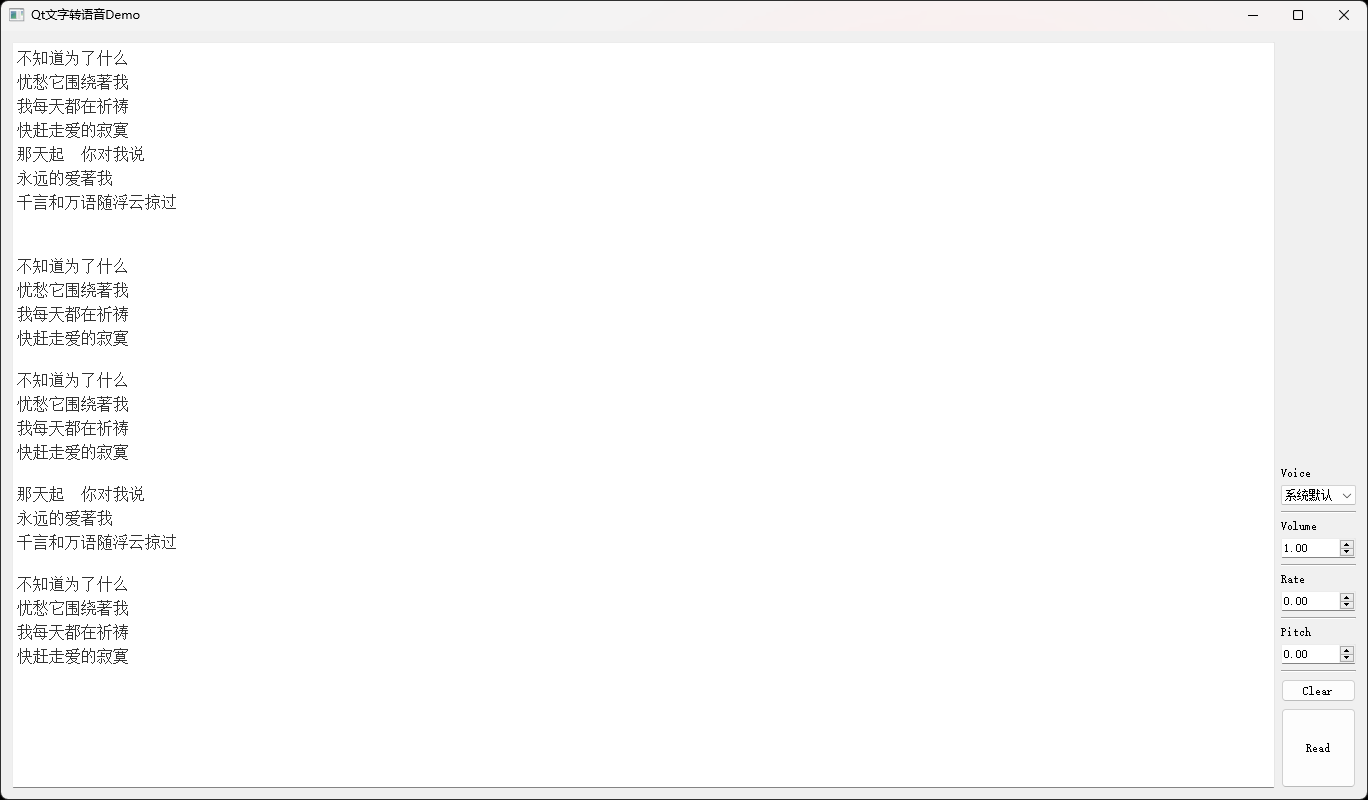 Qt文字转语音Demo
不知道为了什么
忧愁它围绕著我
我每天都在祈祷
快赶走爱的寂寞
那天起　你对我说
永远的爱著我
千言和万语随浮云掠过
不知道为了什么
忧愁它围绕著我
我每天都在祈祷
快赶走爱的寂寞
不知道为了什么
忧愁它围绕著我
我每天都在祈祷
快赶走爱的寂寞
那天起　你对我说
永远的爱著我
千言和万语随浮云掠过
不知道为了什么
忧愁它围绕著我
我每天都在祈祷
快赶走爱的寂寞
Voice
系统默认
Volume
1.00
Rate
0.00
Pitch
0.00
Clear
Read